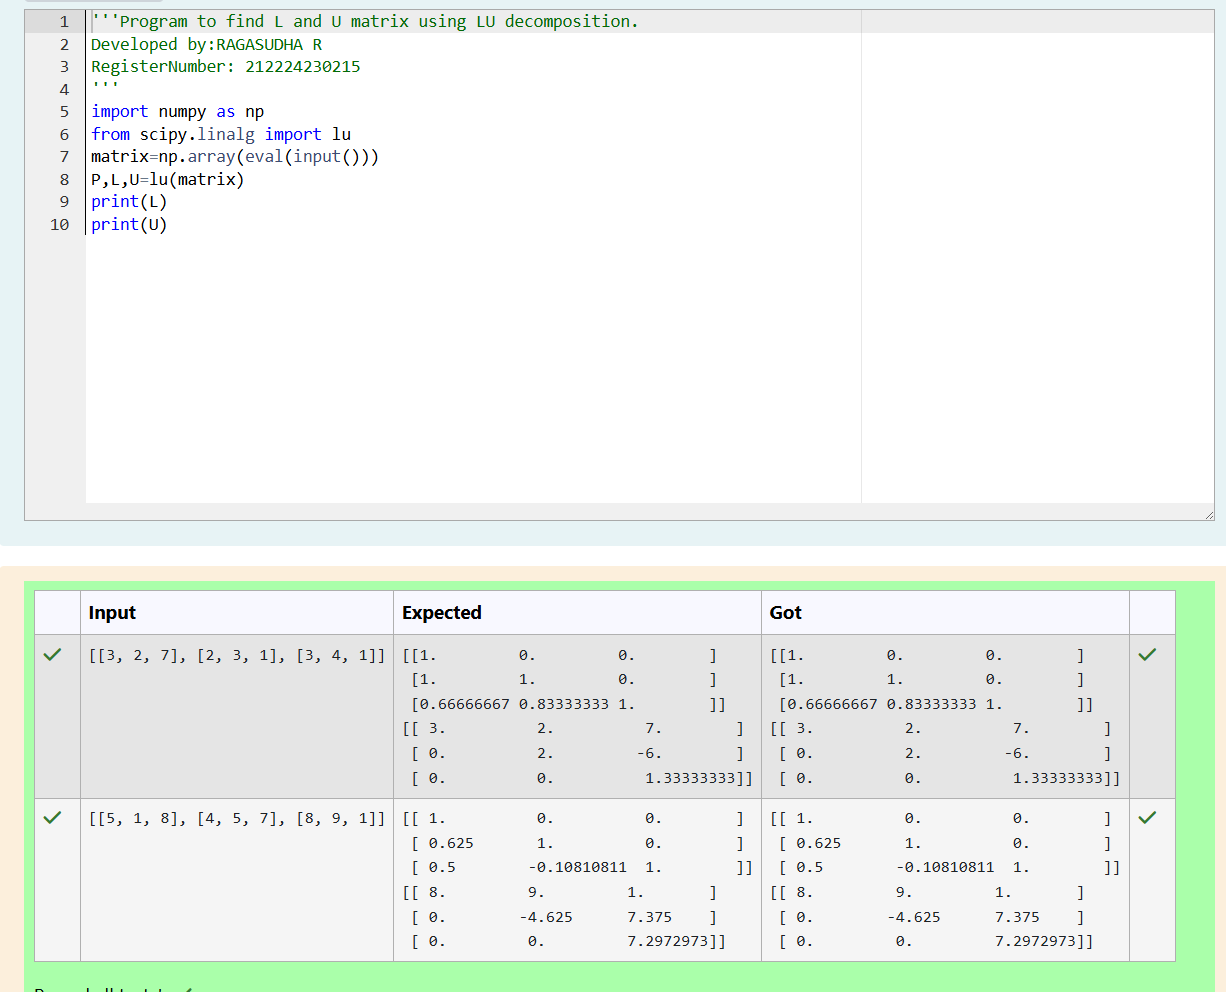 1 '''Program to find L and U matrix using LU decomposition.
2 Developed by:RAGASUDHA R
3 RegisterNumber: 212224230215
4 '''
5 import numpy as np
6 from scipy.linalg import lu
7 matrix=np.array(eval(input()))
8 P,L,U=lu(matrix)
9 print(L)
10 print(U)
Input Expected Got
[[3, 2, 7], [2, 3, 1], [3, 4, 1]] [[1. 0. 0. ] [[1. 0. 0. ]
[1. 1. 0. ] [1. 1. 0. ]
[0.66666667 0.83333333 1. ]] [0.66666667 0.83333333 1. ]]
[[ 3. 2. 7. ] [[ 3. 2. 7. ]
[ 0. 2. -6. ] [ 0. 2. -6. ]
[ 0. 0. 1.33333333]] [ 0. 0. 1.33333333]]
[[5, 1, 8], [4, 5, 7], [8, 9, 1]] [[ 1. 0. 0. ] [[ 1. 0. 0. ]
[ 0.625 1. 0. ] [ 0.625 1. 0. ]
[ 0.5 -0.10810811 1. ]] [ 0.5 -0.10810811 1. ]]
[[ 8. 9. 1. ] [[ 8. 9. 1. ]
[ 0. -4.625 7.375 ] [ 0. -4.625 7.375 ]
[ 0. 0. 7.2972973]] [ 0. 0. 7.2972973]]